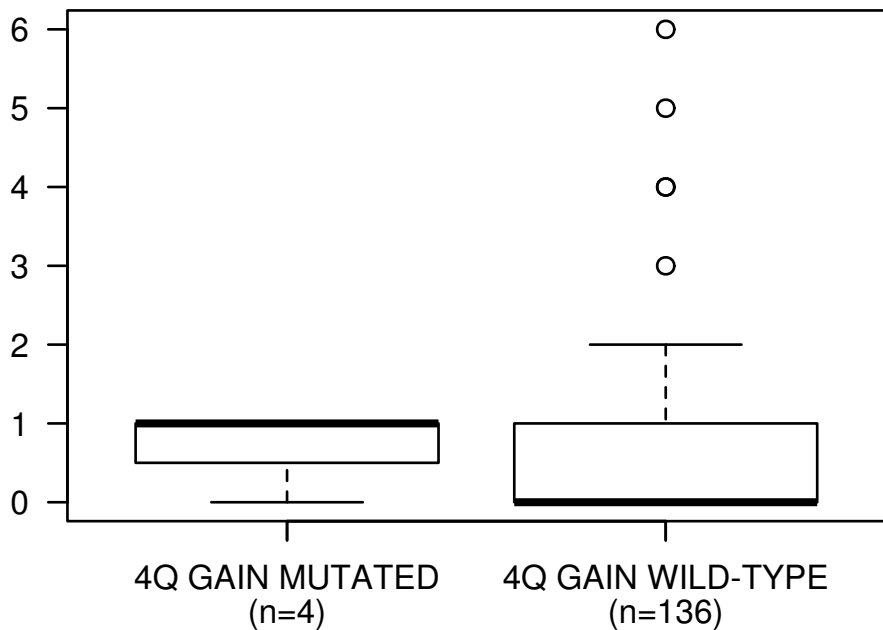 6
5
4
3
2
1
0
4Q GAIN MUTATED
(n=4)
4Q GAIN WILD-TYPE
(n=136)